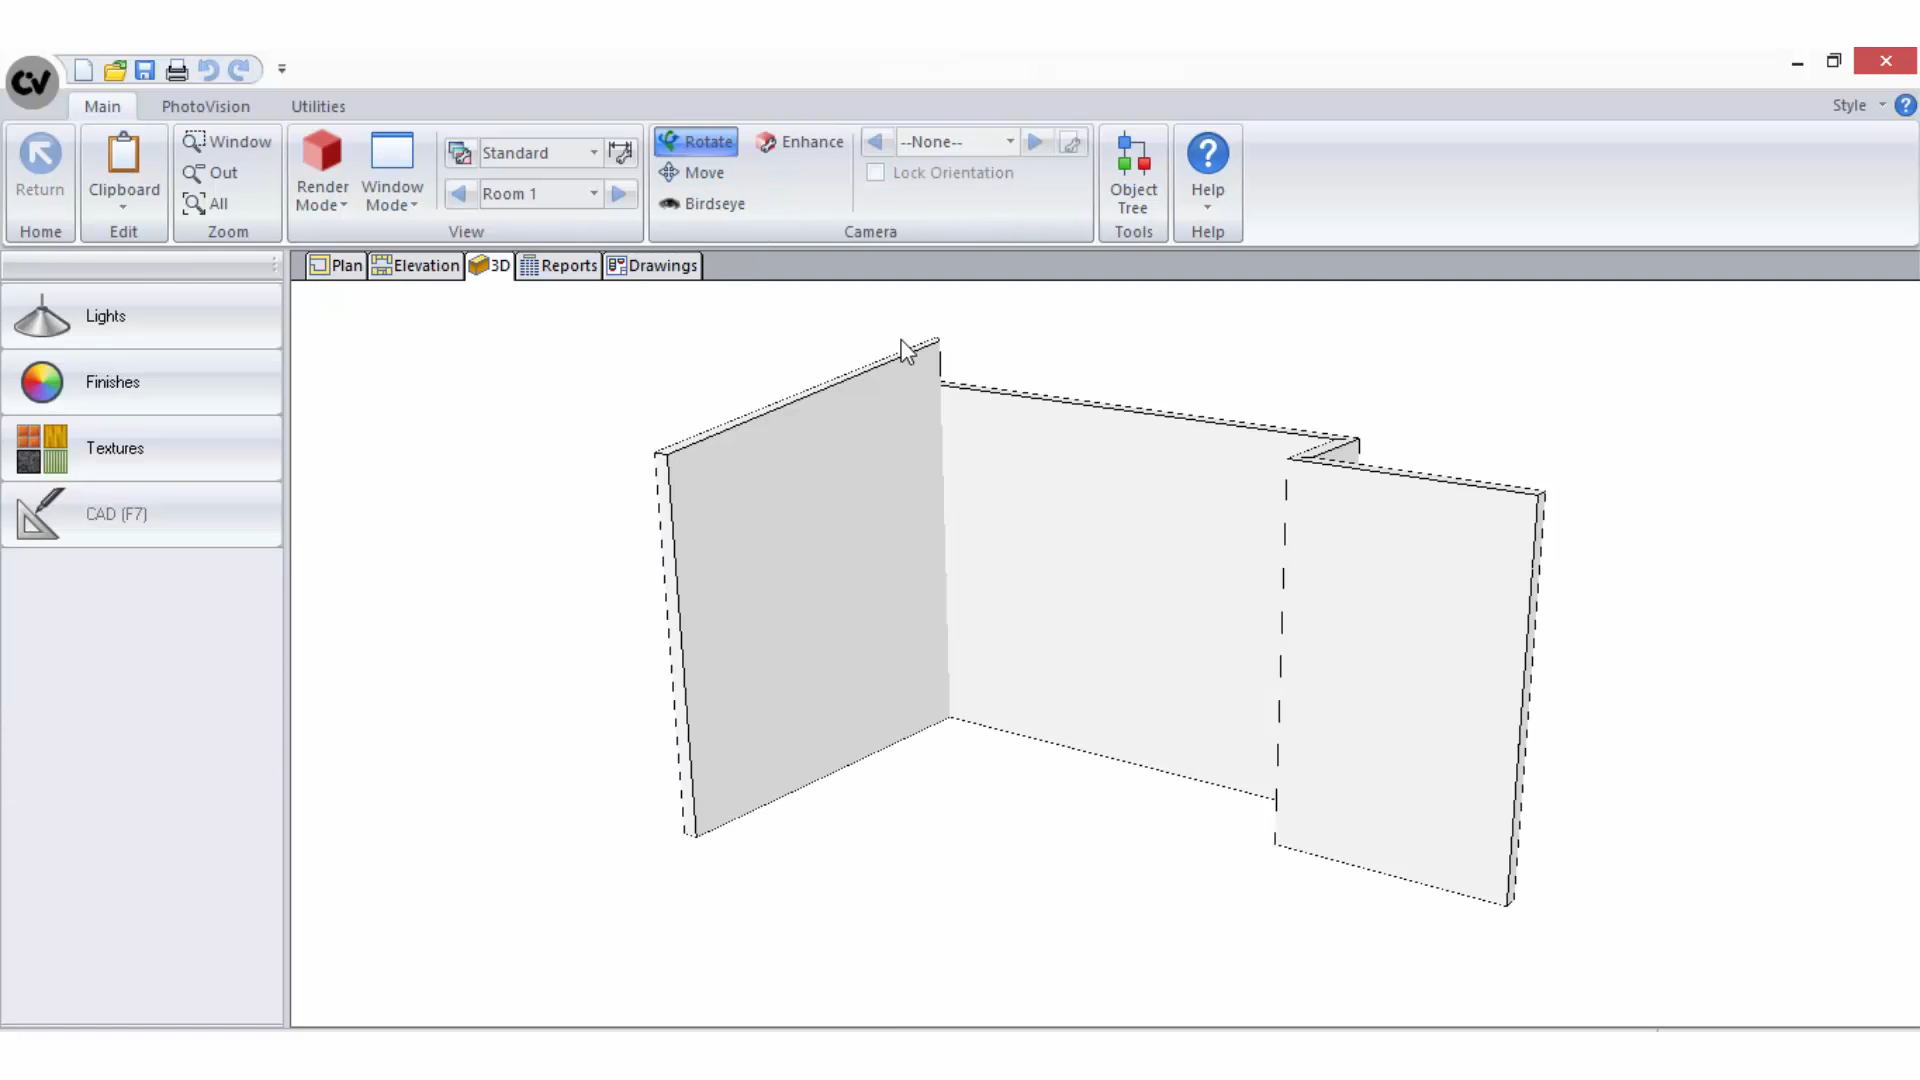 CV
Main PhotoVision Utilities Style
Return
Home
Clipboard
Edit
Window
Out
All
Zoom
Render
Mode
Window
Mode
Standard
Room 1
View
Rotate Enhance --None--
Move Lock Orientation
Birdseye
Camera
Object
Tree
Tools
Help
Help
Plan Elevation 3D Reports Drawings
Lights
Finishes
Textures
CAD (F7)